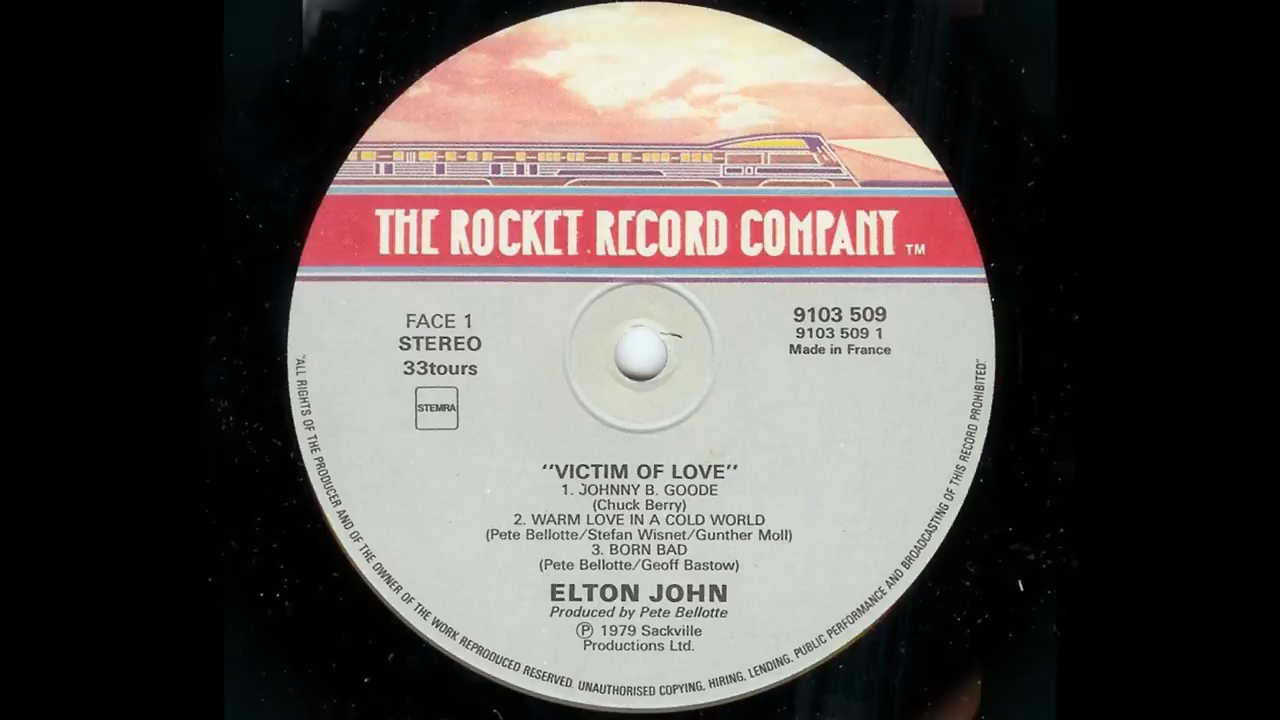 THE ROCKET RECORD COMPANY TM
FACE 1
STEREO
33tours
STEMRA
9103 509
9103 509 1
Made in France
"VICTIM OF LOVE"
1. JOHNNY B. GOODE
(Chuck Berry)
2. WARM LOVE IN A COLD WORLD
(Pete Bellotte/Stefan Wisnet/Gunther Moll)
3. BORN BAD
(Pete Bellotte/Geoff Bastow)
ELTON JOHN
Produced by Pete Bellotte
Ⓟ 1979 Sackville
Productions Ltd.
"ALL RIGHTS OF THE PRODUCER AND OF THE OWNER OF THE WORK REPRODUCED RESERVED. UNAUTHORISED COPYING, HIRING, LENDING, PUBLIC PERFORMANCE AND BROADCASTING OF THIS RECORD PROHIBITED"